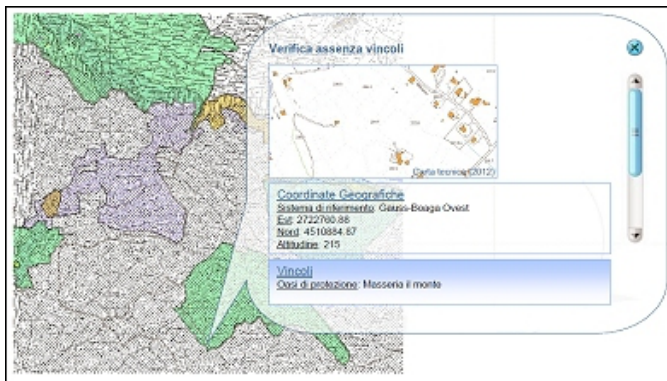 Verifica assenza vincoli
Carta tecnica (2012)
Coordinate Geografiche
Sistema di riferimento: Gauss-Boaga Ovest
Est: 2722760.88
Nord: 4510884.87
Altitudine: 215
Vincoli
Oasi di protezione: Masseria il monte